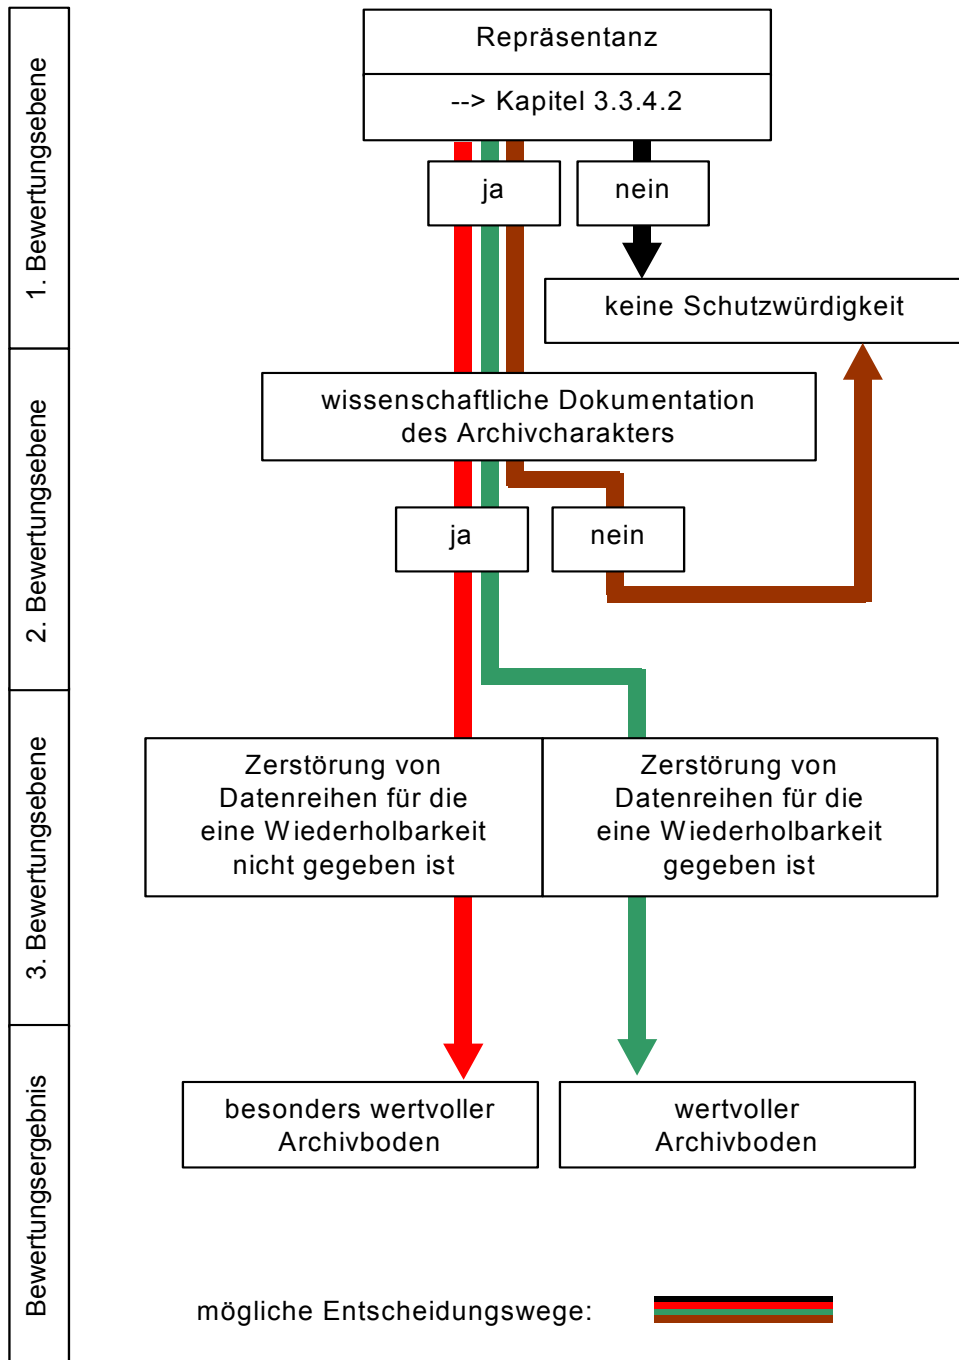 1. Bewertungsebene
Repräsentanz
--> Kapitel 3.3.4.2
ja
nein
keine Schutzwürdigkeit
2. Bewertungsebene
wissenschaftliche Dokumentation
des Archivcharakters
ja
nein
3. Bewertungsebene
Zerstörung von
Datenreihen für die
eine Wiederholbarkeit
nicht gegeben ist
Zerstörung von
Datenreihen für die
eine Wiederholbarkeit
gegeben ist
Bewertungsergebnis
besonders wertvoller
Archivboden
wertvoller
Archivboden
mögliche Entscheidungswege: